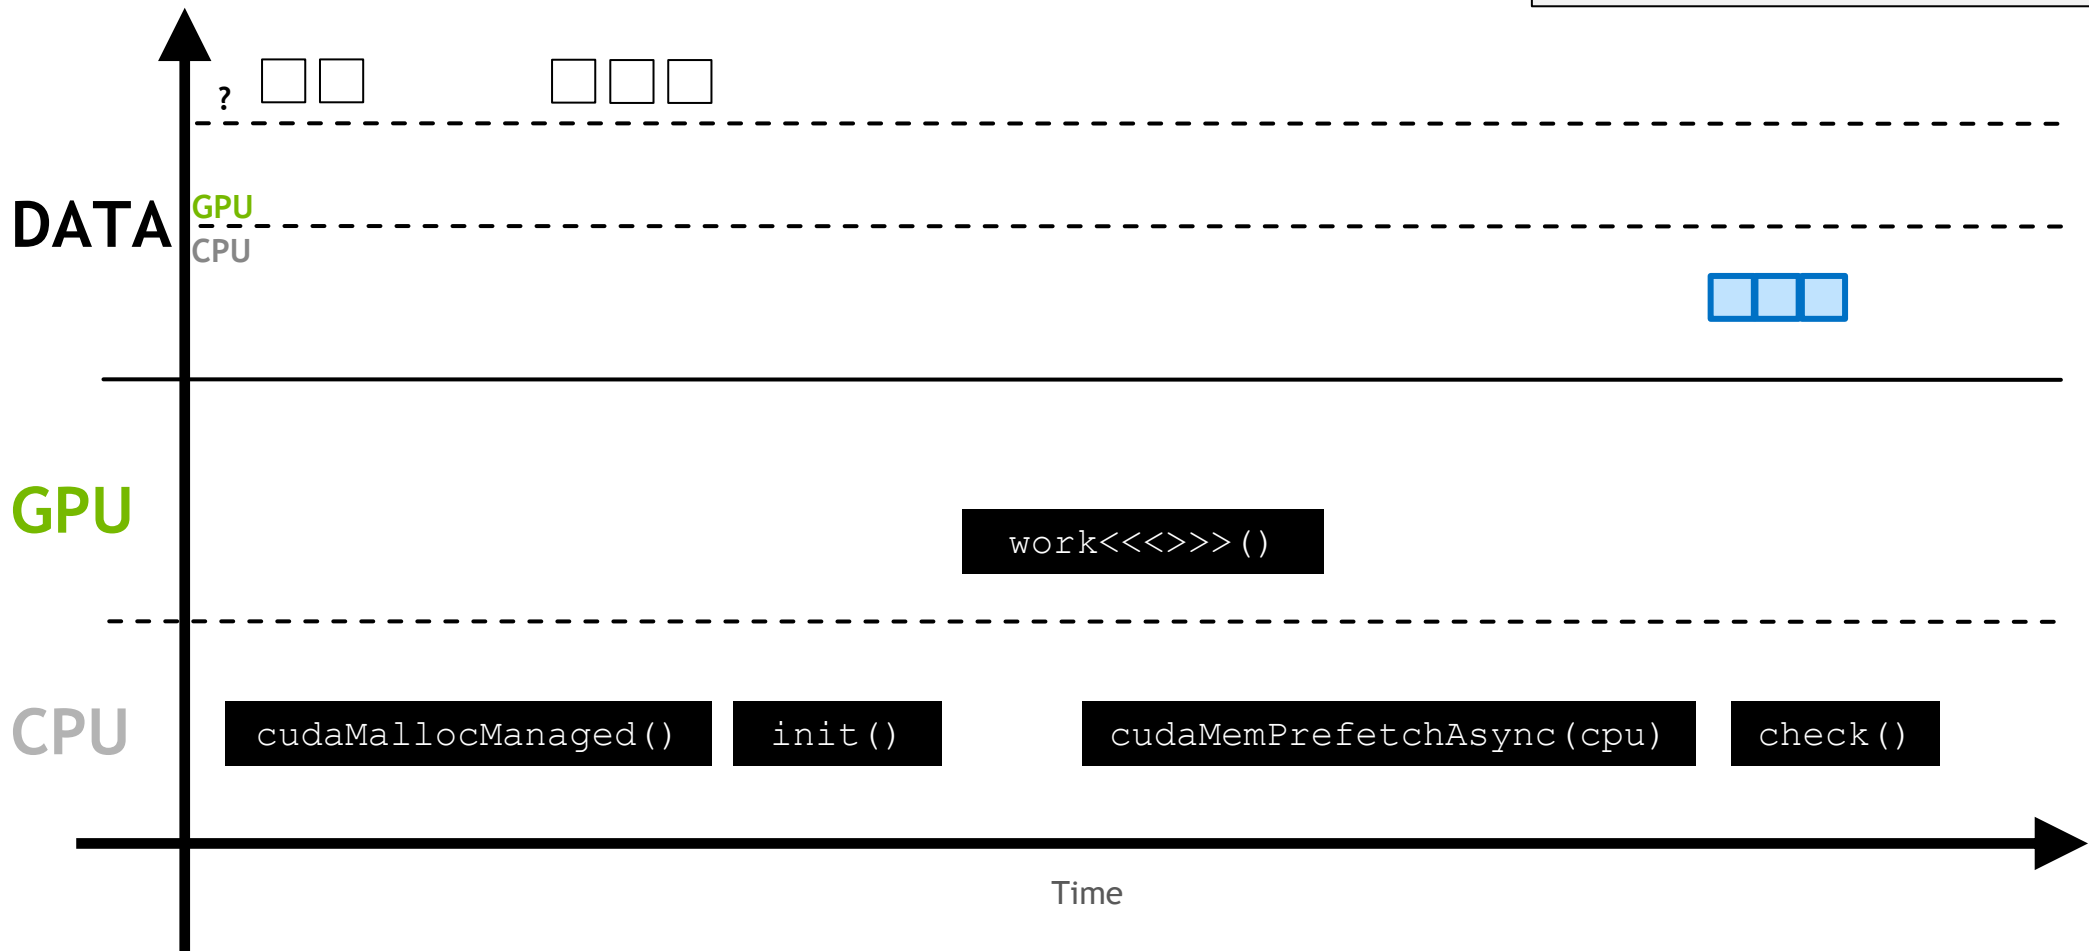 ?
GPU
DATA
CPU
GPU
work<<<>>>()
CPU
cudaMallocManaged()
init()
cudaMemPrefetchAsync(cpu)
check()
Time